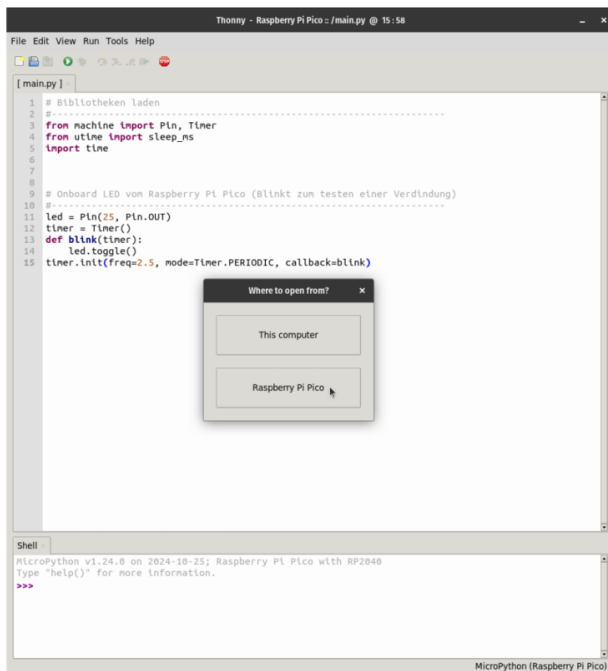 Thonny - Raspberry Pi Pico :: /main.py @ 15 : 58
File Edit View Run Tools Help
STOP
[ main.py ]
1 # Bibliotheken laden
2 #----------------------------------------------------------------------
3 from machine import Pin, Timer
4 from utime import sleep_ms
5 import time
6
7
8
9 # Onboard LED vom Raspberry Pi Pico (Blinkt zum testen einer Verdindung)
10 #----------------------------------------------------------------------
11 led = Pin(25, Pin.OUT)
12 timer = Timer()
13 def blink(timer):
14     led.toggle()
15 timer.init(freq=2.5, mode=Timer.PERIODIC, callback=blink)
Where to open from?
This computer
Raspberry Pi Pico
Shell
MicroPython v1.24.0 on 2024-10-25; Raspberry Pi Pico with RP2040
Type "help()" for more information.
>>>
MicroPython (Raspberry Pi Pico)